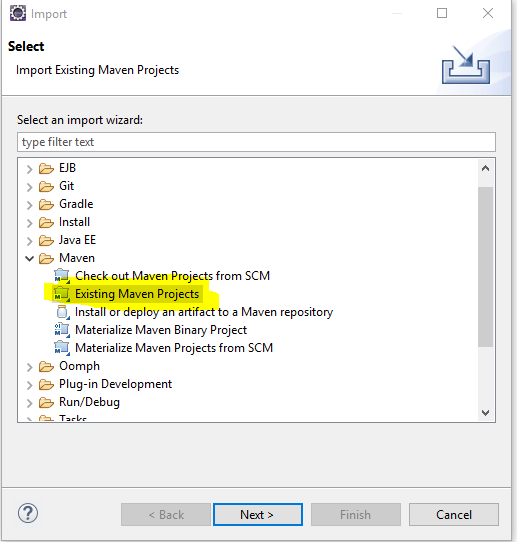 Import
Select
Import Existing Maven Projects
Select an import wizard:
type filter text
EJB
Git
Gradle
Install
Java EE
Maven
Check out Maven Projects from SCM
Existing Maven Projects
Install or deploy an artifact to a Maven repository
Materialize Maven Binary Project
Materialize Maven Projects from SCM
Oomph
Plug-in Development
Run/Debug
Tasks
< Back Next > Finish Cancel